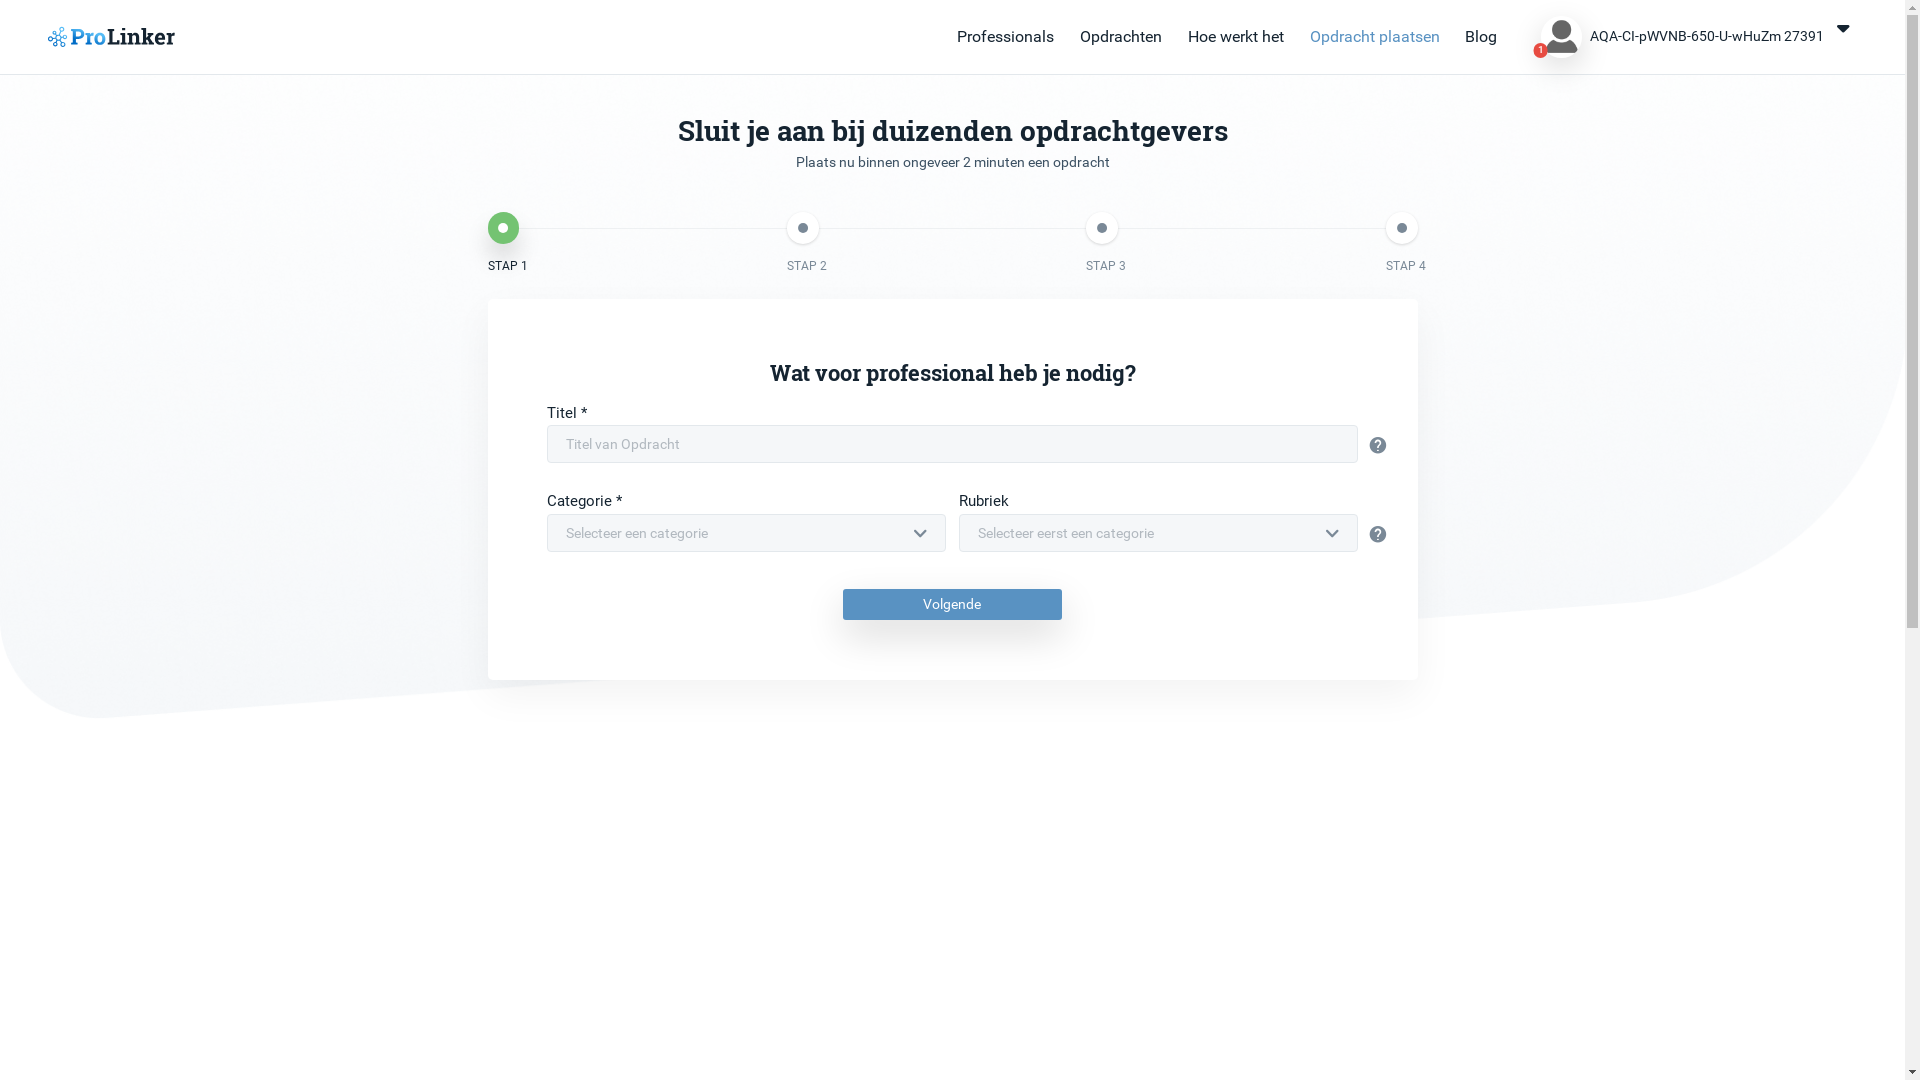 ProLinker
Professionals Opdrachten Hoe werkt het Opdracht plaatsen Blog 1 AQA-CI-pWVNB-650-U-wHuZm 27391
Sluit je aan bij duizenden opdrachtgevers
Plaats nu binnen ongeveer 2 minuten een opdracht
STAP 1 STAP 2 STAP 3 STAP 4
Wat voor professional heb je nodig?
Titel *
Titel van Opdracht
Categorie * Rubriek
Selecteer een categorie Selecteer eerst een categorie
Volgende